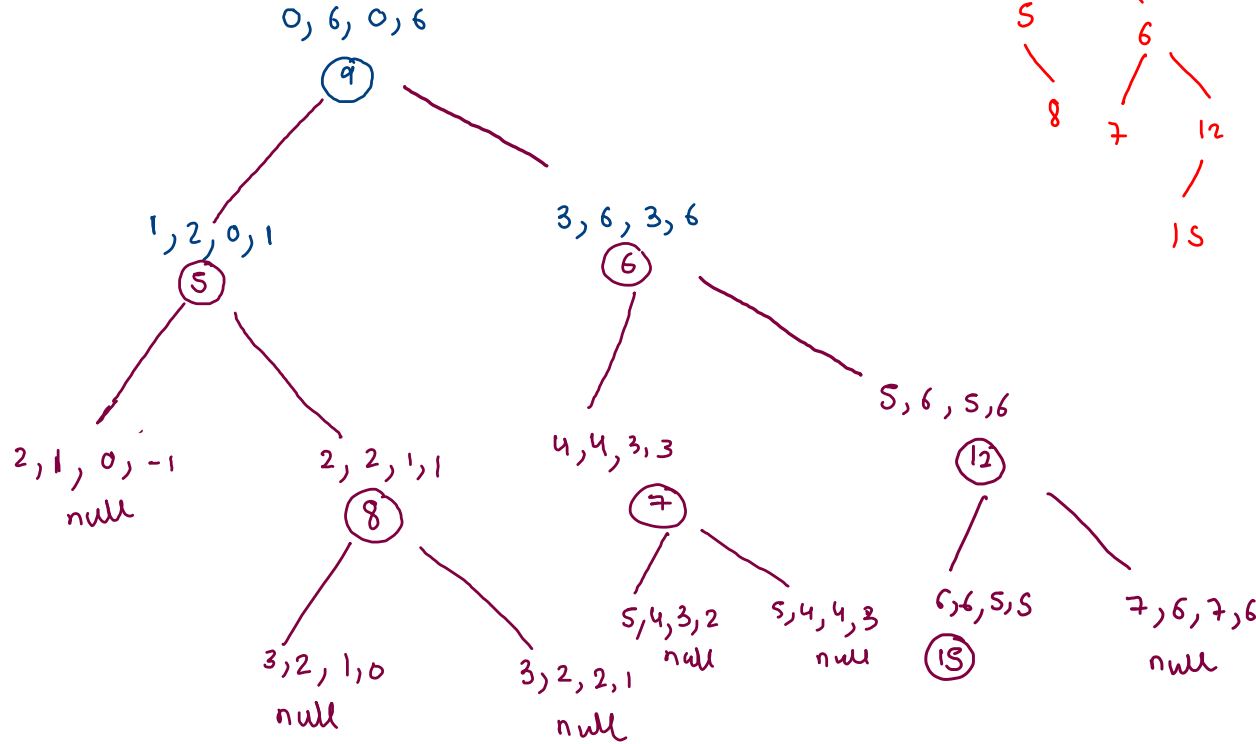 0, 6, 0, 6
9
1, 2, 0, 1
5
3, 6, 3, 6
6
2, 1, 0, -1
null
2, 2, 1, 1
8
4, 4, 3, 3
7
5, 6, 5, 6
12
3, 2, 1, 0
null
3, 2, 2, 1
null
5, 4, 3, 2
null
5, 4, 4, 3
null
6, 6, 5, 5
15
7, 6, 7, 6
null
5
6
8
7
12
15